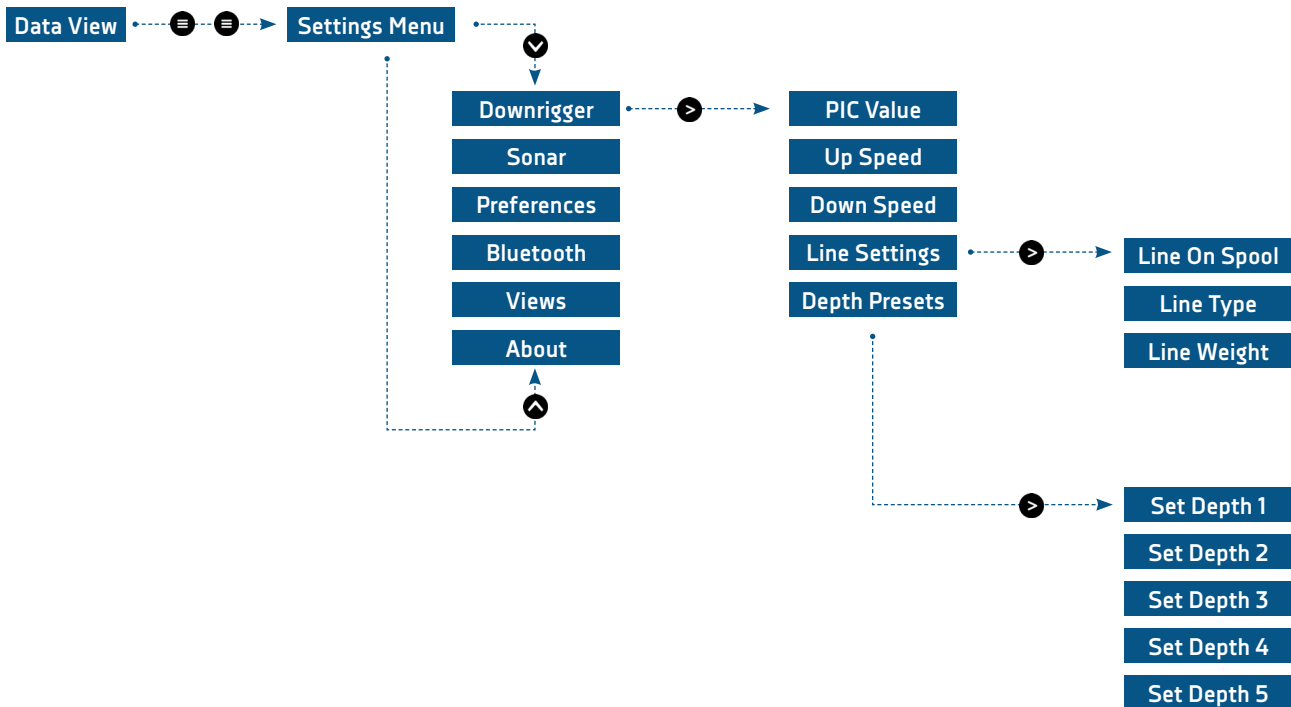 Data View
Settings Menu
Downrigger
Sonar
Preferences
Bluetooth
Views
About
PIC Value
Up Speed
Down Speed
Line Settings
Depth Presets
Line On Spool
Line Type
Line Weight
Set Depth 1
Set Depth 2
Set Depth 3
Set Depth 4
Set Depth 5